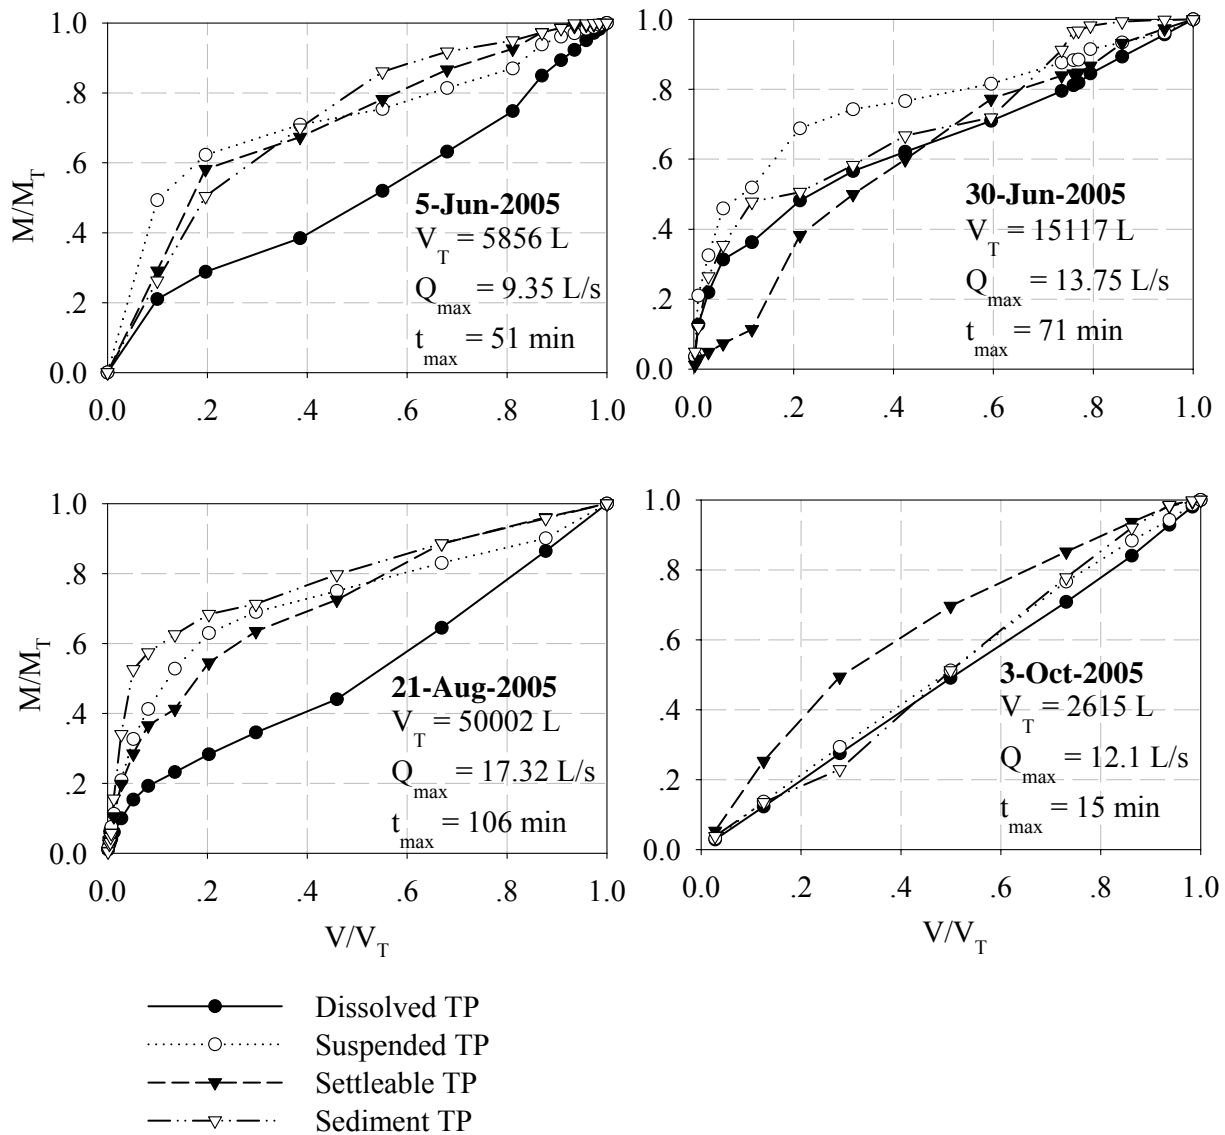 1.0
.8
.6
.4
.2
0.0
M/M_T
0.0 .2 .4 .6 .8 1.0
5-Jun-2005
V_T = 5856 L
Q_max = 9.35 L/s
t_max = 51 min
1.0
.8
.6
.4
.2
0.0
0.0 .2 .4 .6 .8 1.0
30-Jun-2005
V_T = 15117 L
Q_max = 13.75 L/s
t_max = 71 min
1.0
.8
.6
.4
.2
0.0
M/M_T
0.0 .2 .4 .6 .8 1.0
V/V_T
21-Aug-2005
V_T = 50002 L
Q_max = 17.32 L/s
t_max = 106 min
1.0
.8
.6
.4
.2
0.0
0.0 .2 .4 .6 .8 1.0
V/V_T
3-Oct-2005
V_T = 2615 L
Q_max = 12.1 L/s
t_max = 15 min
Dissolved TP
Suspended TP
Settleable TP
Sediment TP